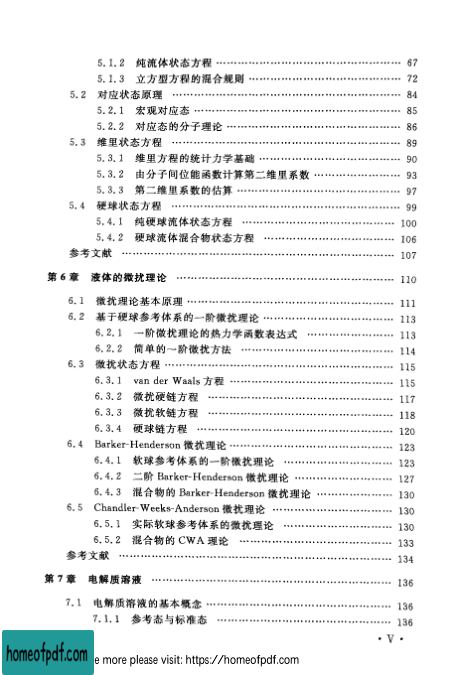 5.1.2 纯流体状态方程 …… 67
5.1.3 立方型方程的混合规则 …… 72
5.2 对应状态原理 …… 84
5.2.1 宏观对应态 …… 85
5.2.2 对应态的分子理论 …… 86
5.3 维里状态方程 …… 89
5.3.1 维里方程的统计力学基础 …… 90
5.3.2 由分子间位能函数计算第二维里系数 …… 93
5.3.3 第二维里系数的估算 …… 97
5.4 硬球状态方程 …… 99
5.4.1 纯硬球流体状态方程 …… 100
5.4.2 硬球流体混合物状态方程 …… 106
参考文献 …… 107
第6章 液体的微扰理论 …… 110
6.1 微扰理论基本原理 …… 111
6.2 基于硬球参考体系的一阶微扰理论 …… 113
6.2.1 一阶微扰理论的热力学函数表达式 …… 113
6.2.2 简单的一阶微扰方法 …… 114
6.3 微扰状态方程 …… 115
6.3.1 van der Waals 方程 …… 115
6.3.2 微扰硬链方程 …… 117
6.3.3 微扰软链方程 …… 118
6.3.4 硬球链方程 …… 120
6.4 Barker-Henderson 微扰理论 …… 123
6.4.1 软球参考体系的一阶微扰理论 …… 123
6.4.2 二阶 Barker-Henderson 微扰理论 …… 127
6.4.3 混合物的 Barker-Henderson 微扰理论 …… 130
6.5 Chandler-Weeks-Anderson 微扰理论 …… 130
6.5.1 实际软球参考体系的微扰理论 …… 130
6.5.2 混合物的 CWA 理论 …… 133
参考文献 …… 134
第7章 电解质溶液 …… 136
7.1 电解质溶液的基本概念 …… 136
7.1.1 参考态与标准态 …… 136
· V ·
homeofpdf.com
e more please visit: https://homeofpdf.com